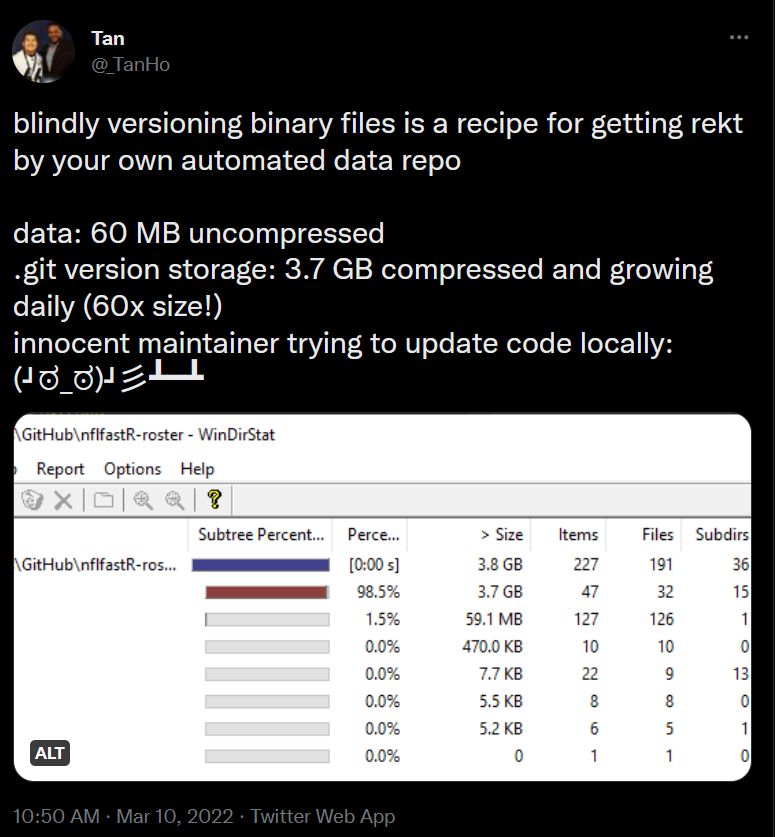 Tan
@_TanHo
blindly versioning binary files is a recipe for getting rekt
by your own automated data repo
data: 60 MB uncompressed
.git version storage: 3.7 GB compressed and growing
daily (60x size!)
innocent maintainer trying to update code locally:
(┘ಠ_ಠ)┘彡┻━┻
\GitHub\nflfastR-roster - WinDirStat
Report Options Help
Subtree Percent... Perce... > Size Items Files Subdirs
\GitHub\nflfastR-ros... [0:00 s] 3.8 GB 227 191 36
98.5% 3.7 GB 47 32 15
1.5% 59.1 MB 127 126 1
0.0% 470.0 KB 10 10 0
0.0% 7.7 KB 22 9 13
0.0% 5.5 KB 8 8 0
0.0% 5.2 KB 6 5 1
0.0% 0 1 1 0
ALT
10:50 AM · Mar 10, 2022 · Twitter Web App